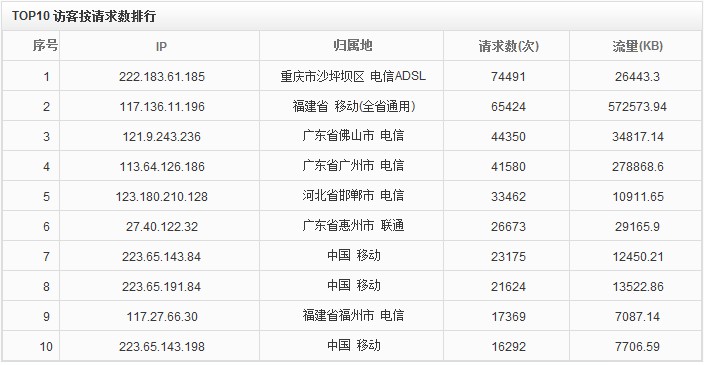 TOP10 访客按请求数排行
序号 IP 归属地 请求数(次) 流量(KB)
1 222.183.61.185 重庆市沙坪坝区 电信ADSL 74491 26443.3
2 117.136.11.196 福建省 移动(全省通用) 65424 572573.94
3 121.9.243.236 广东省佛山市 电信 44350 34817.14
4 113.64.126.186 广东省广州市 电信 41580 278868.6
5 123.180.210.128 河北省邯郸市 电信 33462 10911.65
6 27.40.122.32 广东省惠州市 联通 26673 29165.9
7 223.65.143.84 中国 移动 23175 12450.21
8 223.65.191.84 中国 移动 21624 13522.86
9 117.27.66.30 福建省福州市 电信 17369 7087.14
10 223.65.143.198 中国 移动 16292 7706.59